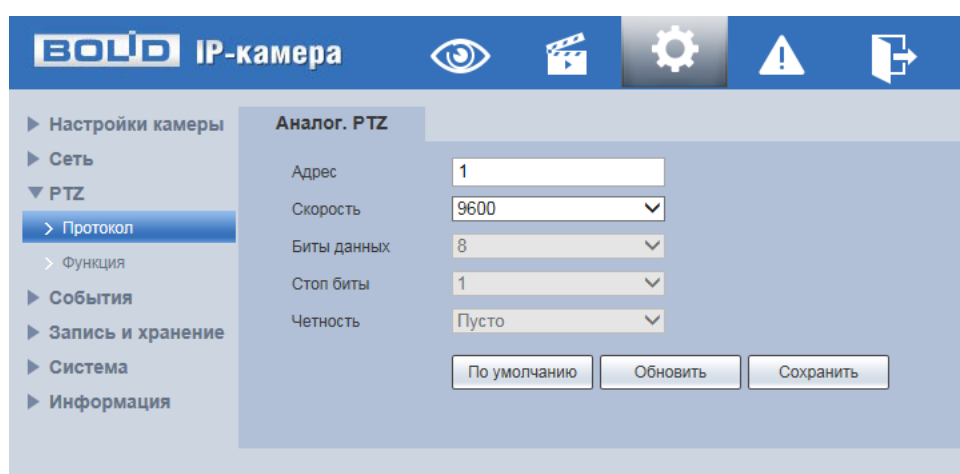 BOLID IP-камера
Настройки камеры
Сеть
PTZ
Протокол
Функция
События
Запись и хранение
Система
Информация
Аналог. PTZ
Адрес 1
Скорость 9600
Биты данных 8
Стоп биты 1
Четность Пусто
По умолчанию Обновить Сохранить